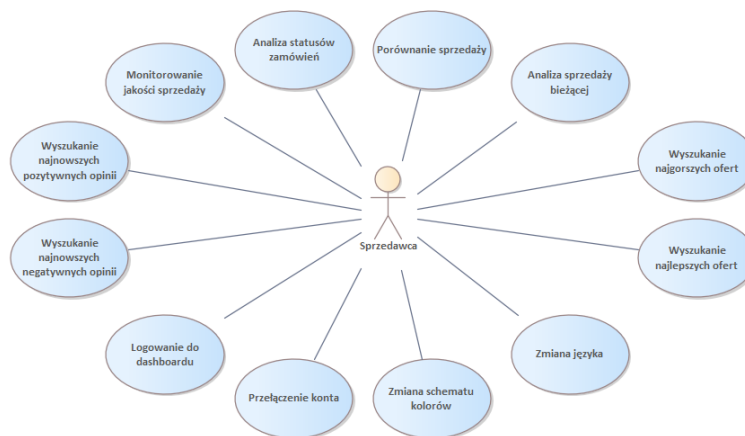 Analiza statusów
zamówień
Porównanie sprzedaży
Monitorowanie
jakości sprzedaży
Analiza sprzedaży
bieżącej
Wyszukanie
najnowszych
pozytywnych opinii
Wyszukanie
najgorszych ofert
Sprzedawca
Wyszukanie
najnowszych
negatywnych opinii
Wyszukanie
najlepszych ofert
Logowanie do
dashboardu
Zmiana języka
Przełączenie konta
Zmiana schematu
kolorów